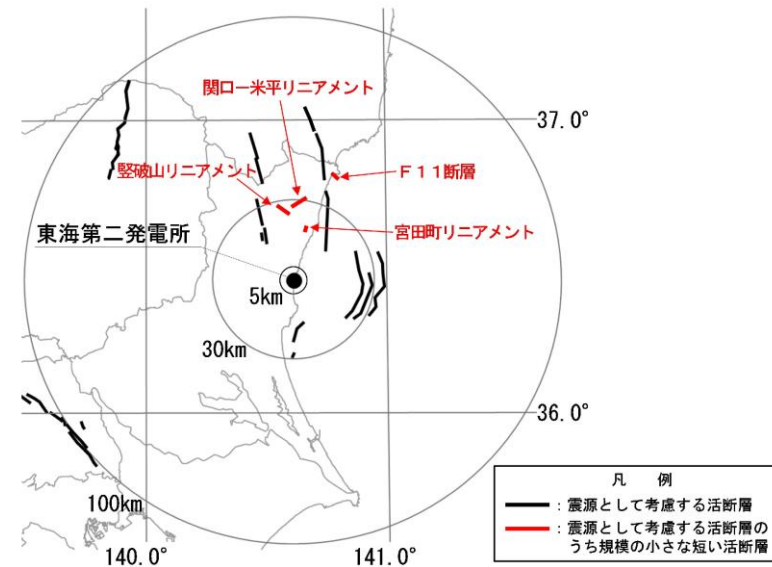 関口ー米平リニアメント
37.0°
竪破山リニアメント
F11断層
東海第二発電所
宮田町リニアメント
5km
30km
36.0°
100km
凡 例
：震源として考慮する活断層
：震源として考慮する活断層の
うち規模の小さな短い活断層
140.0°
141.0°